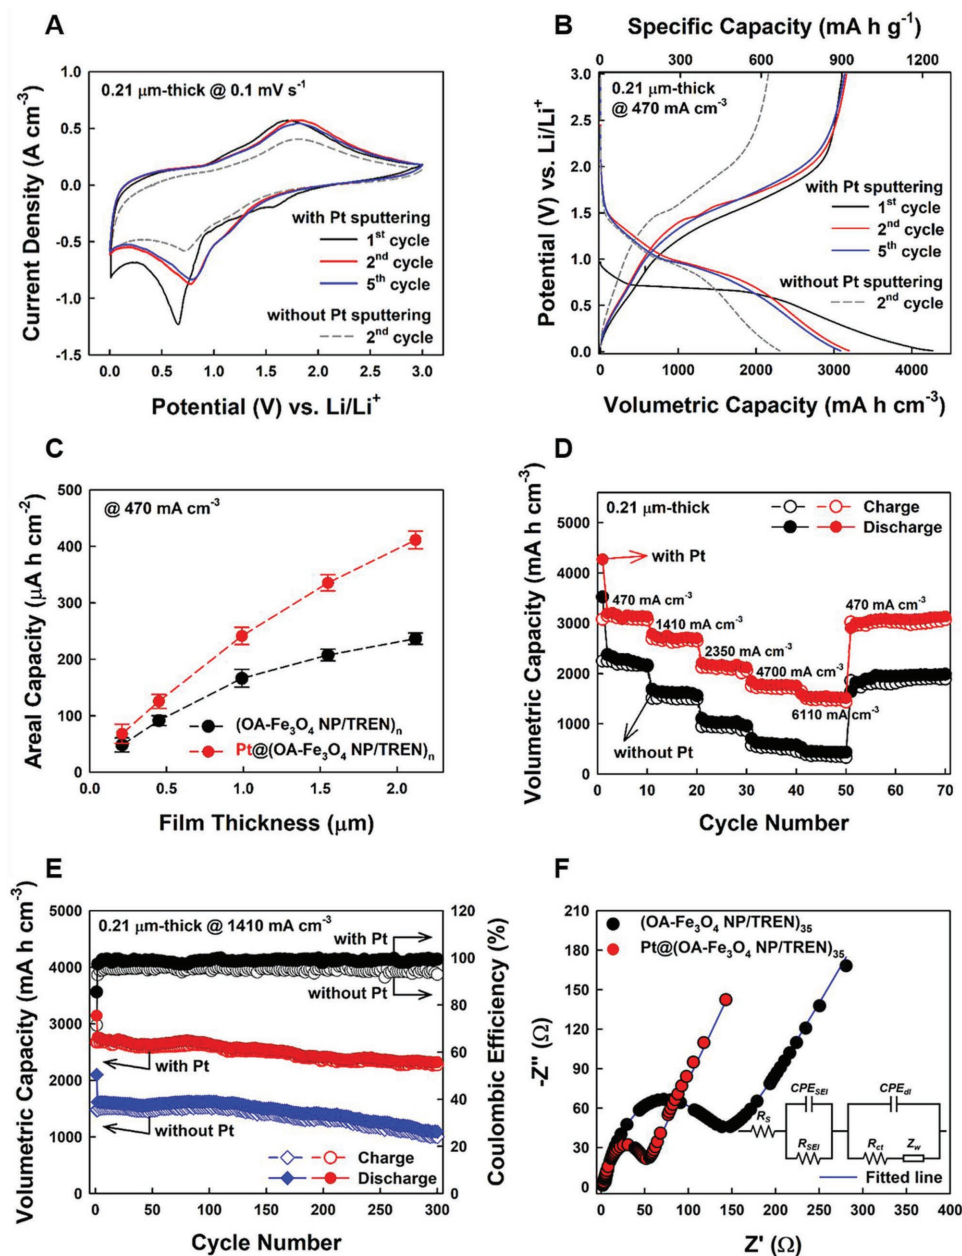 A
Current Density (A cm⁻³)
1.0
0.5
0.0
-0.5
-1.0
-1.5
0.21 μm-thick @ 0.1 mV s⁻¹
with Pt sputtering
1st cycle
2nd cycle
5th cycle
without Pt sputtering
2nd cycle
0.0 0.5 1.0 1.5 2.0 2.5 3.0
Potential (V) vs. Li/Li⁺
B
Specific Capacity (mA h g⁻¹)
0 300 600 900 1200
Potential (V) vs. Li/Li⁺
3.0
2.5
2.0
1.5
1.0
0.5
0.0
0.21 μm-thick
@ 470 mA cm⁻³
with Pt sputtering
1st cycle
2nd cycle
5th cycle
without Pt sputtering
2nd cycle
0 1000 2000 3000 4000
Volumetric Capacity (mA h cm⁻³)
C
Areal Capacity (μA h cm⁻²)
500
400
300
200
100
0
@ 470 mA cm⁻³
(OA-Fe₃O₄ NP/TREN)ₙ
Pt@(OA-Fe₃O₄ NP/TREN)ₙ
0.0 0.5 1.0 1.5 2.0
Film Thickness (μm)
D
Volumetric Capacity (mA h cm⁻³)
5000
4000
3000
2000
1000
0
0.21 μm-thick
Charge
Discharge
with Pt
470 mA cm⁻³
470 mA cm⁻³
1410 mA cm⁻³
2350 mA cm⁻³
4700 mA cm⁻³
6110 mA cm⁻³
without Pt
0 10 20 30 40 50 60 70
Cycle Number
E
Volumetric Capacity (mA h cm⁻³)
5000
4000
3000
2000
1000
0
0.21 μm-thick @ 1410 mA cm⁻³
with Pt
without Pt
with Pt
without Pt
Charge
Discharge
120
100
80
60
40
20
0
Coulombic Efficiency (%)
0 50 100 150 200 250 300
Cycle Number
F
-Z'' (Ω)
210
180
150
120
90
60
30
0
(OA-Fe₃O₄ NP/TREN)₃₅
Pt@(OA-Fe₃O₄ NP/TREN)₃₅
CPE_SEI
CPE_dl
R_S
R_SEI
R_ct
Z_w
Fitted line
0 50 100 150 200 250 300 400
Z' (Ω)